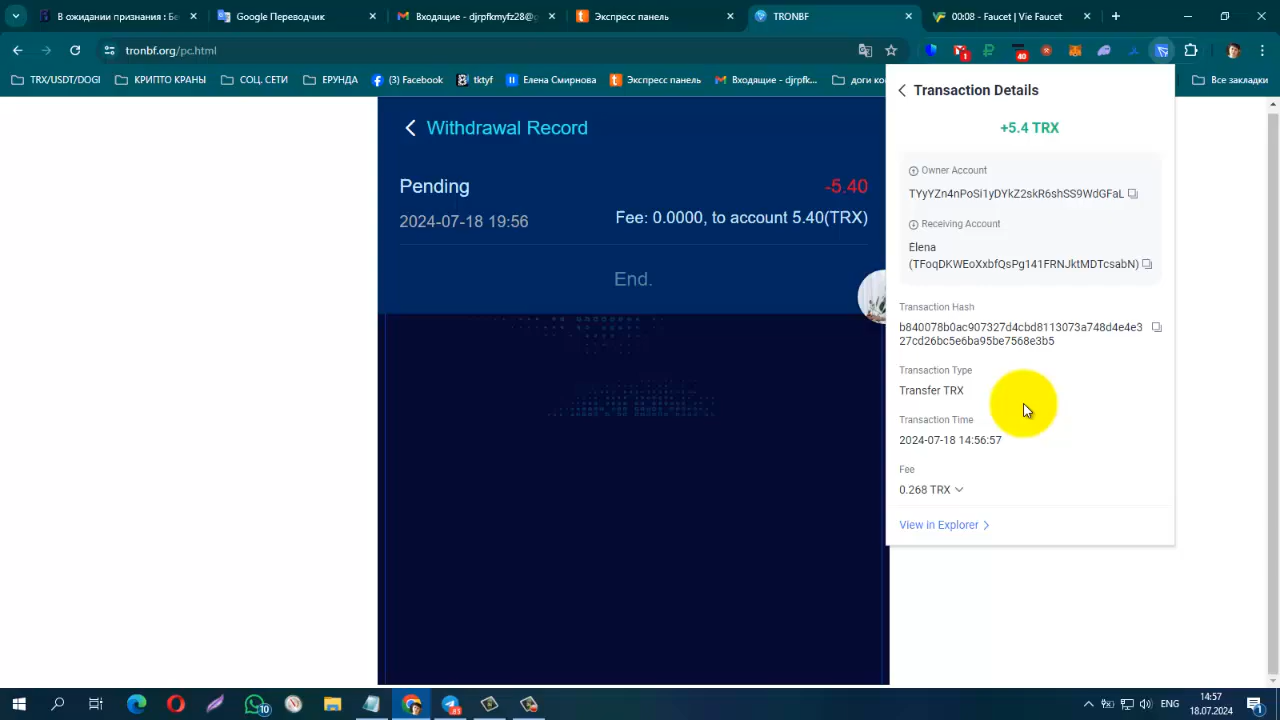 В ожидании признания : Бе
Google Переводчик
Входящие - djrpfkmyfz28@g
Экспресс панель
TRONBF
00:08 - Faucet | Vie Faucet
tronbf.org/pc.html
1
40
TRX/USDT/DOGI
КРИПТО КРАНЫ
СОЦ. СЕТИ
ЕРУНДА
(3) Facebook
tktyf
Елена Смирнова
Экспресс панель
Входящие - djrpfk...
доги ко
Все закладки
Withdrawal Record
Pending
-5.40
2024-07-18 19:56
Fee: 0.0000, to account 5.40(TRX)
End.
Transaction Details
+5.4 TRX
Owner Account
TYyYZn4nPoSi1yDYkZ2skR6shSS9WdGFaL
Receiving Account
Elena
(TFoqDKWEoXxbfQsPg141FRNJktMDTcsabN)
Transaction Hash
b840078b0ac907327d4cbd8113073a748d4e4e3
27cd26bc5e6ba95be7568e3b5
Transaction Type
Transfer TRX
Transaction Time
2024-07-18 14:56:57
Fee
0.268 TRX
View in Explorer
10
ENG
14:57
18.07.2024